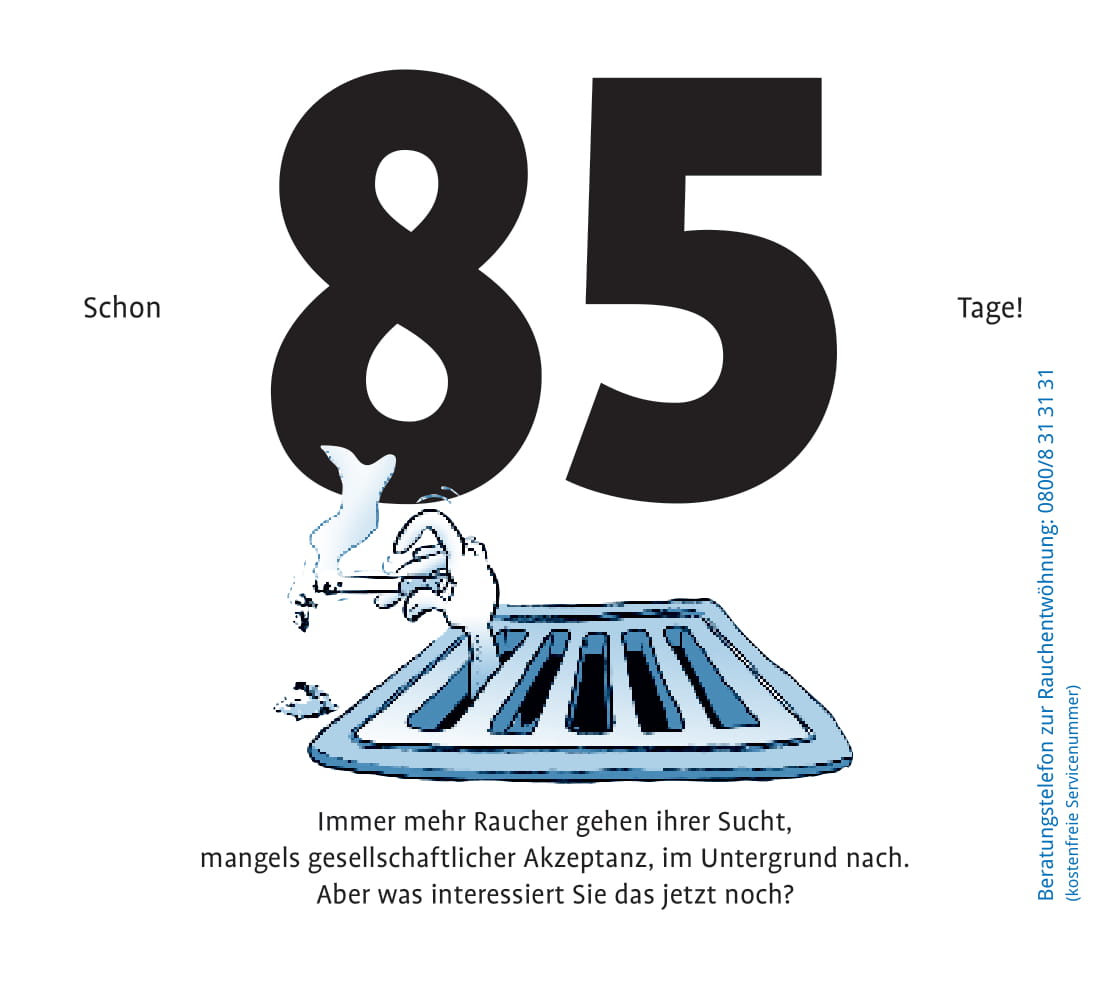 Schon
85
Tage!
Immer mehr Raucher gehen ihrer Sucht,
mangels gesellschaftlicher Akzeptanz, im Untergrund nach.
Aber was interessiert Sie das jetzt noch?
Beratungstelefon zur Rauchentwöhnung: 0800/8 31 31 31
(kostenfreie Servicenummer)